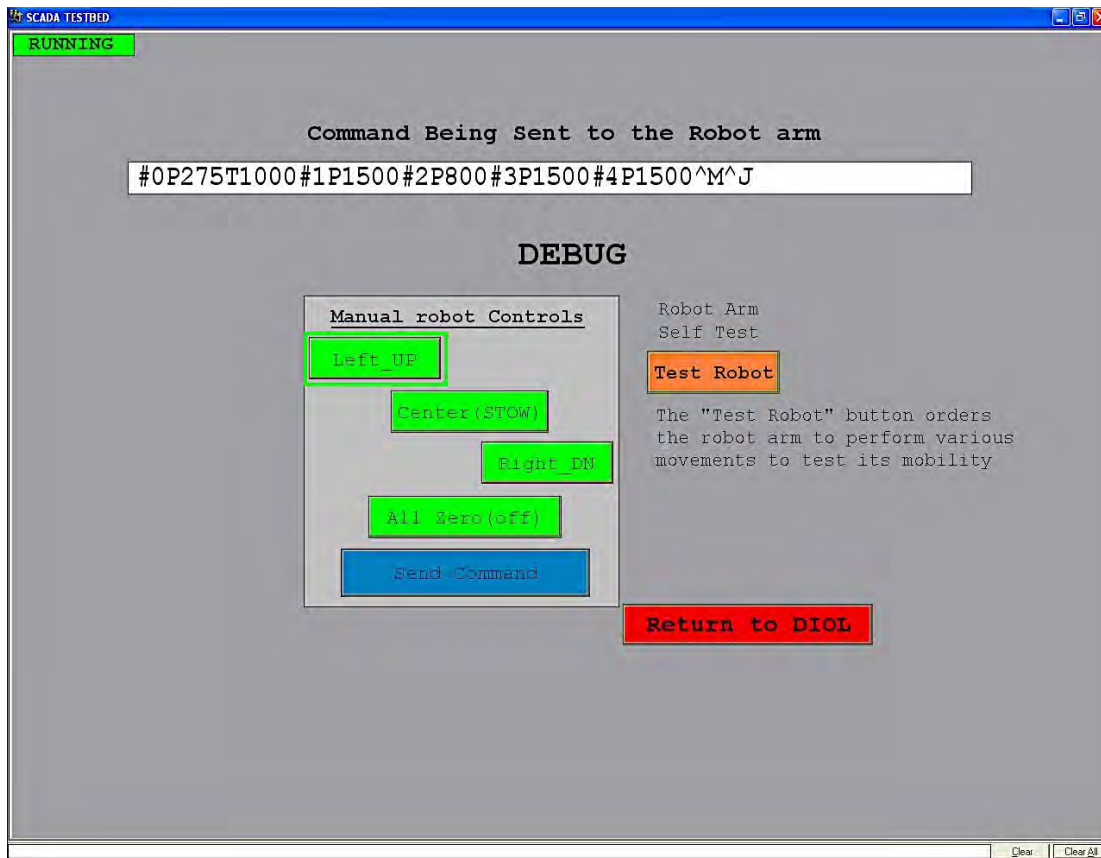 SCADA TESTBED
RUNNING
Command Being Sent to the Robot arm
#0P275T1000#1P1500#2P800#3P1500#4P1500^M^J
DEBUG
Manual robot Controls
Left_UP
Center(STOW)
Right_DN
All Zero(off)
Send Command
Robot Arm
Self Test
Test Robot
The "Test Robot" button orders
the robot arm to perform various
movements to test its mobility
Return to DIOL
Clear
Clear All